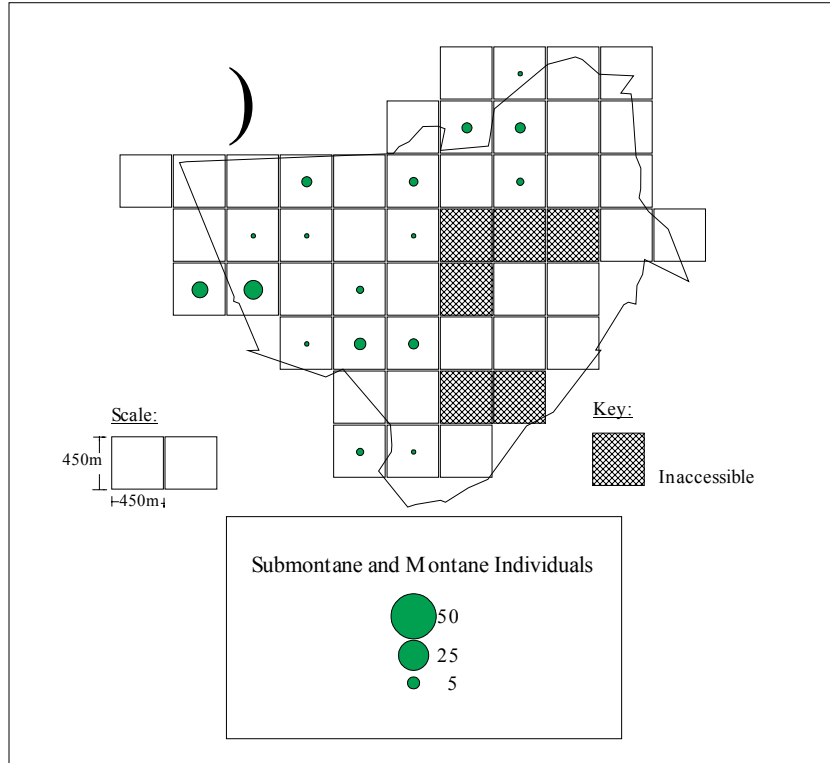 )
Scale:
450m
450m
Key:
Inaccessible
Submontane and Montane Individuals
50
25
5